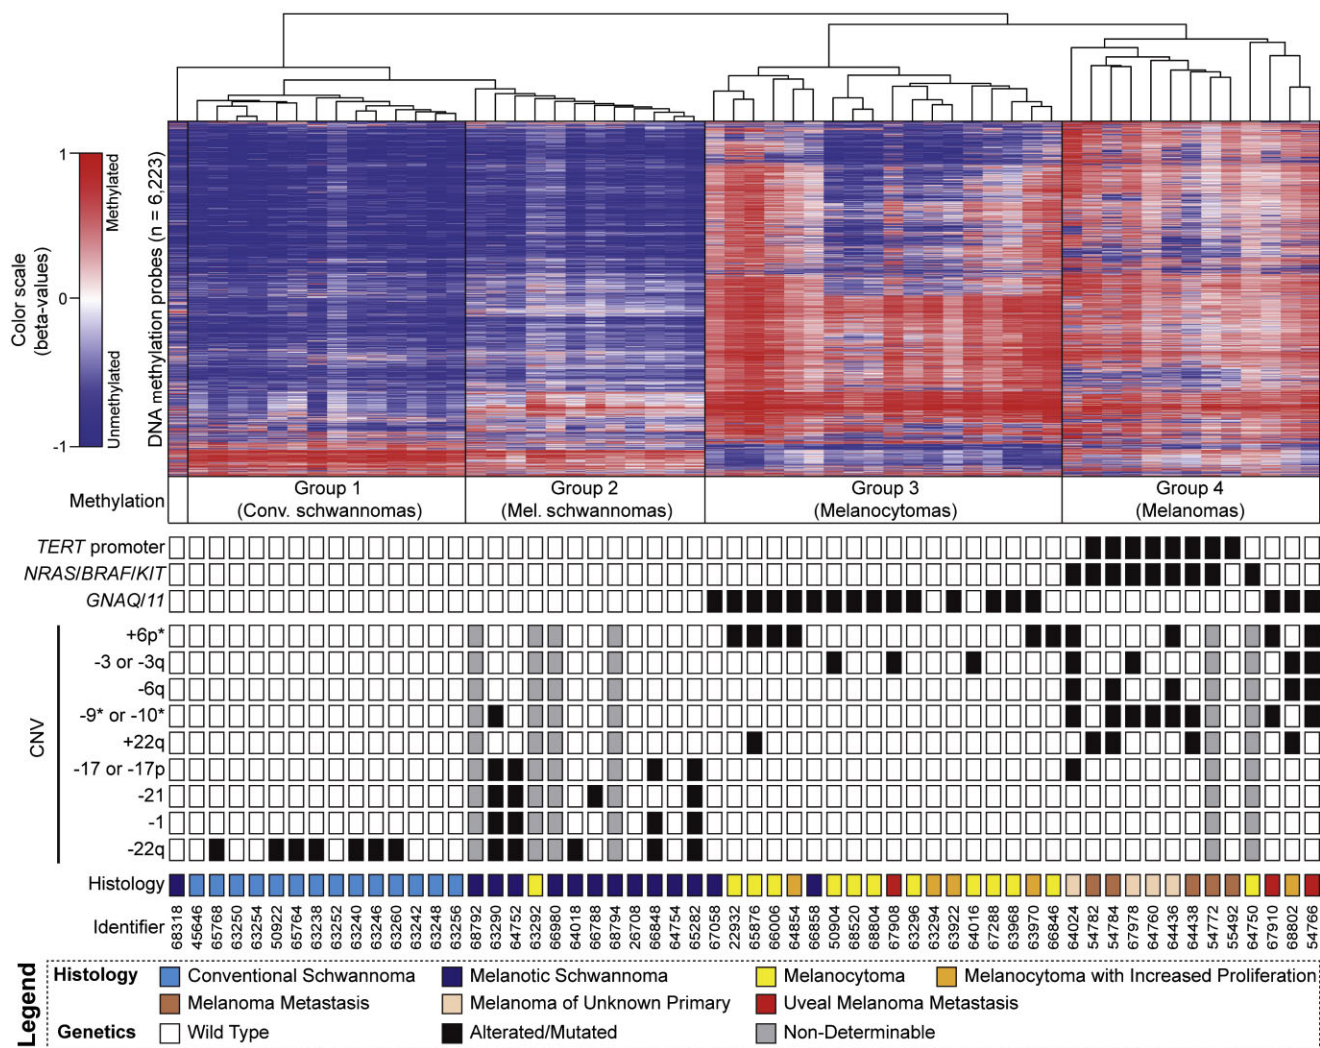 Color scale
(beta-values)
1
0
-1
Methylated
Unmethylated
DNA methylation probes (n = 6,223)
Methylation
Group 1
(Conv. schwannomas)
Group 2
(Mel. schwannomas)
Group 3
(Melanocytomas)
Group 4
(Melanomas)
TERT promoter
NRAS/BRAF/KIT
GNAQ/11
CNV
+6p*
-3 or -3q
-6q
-9* or -10*
+22q
-17 or -17p
-21
-1
-22q
Histology
Identifier
68318
45646
65768
63250
63254
50922
65764
63238
63252
63240
63246
63260
63242
63248
63256
68792
63290
64752
63292
66980
64018
66788
68794
26708
66848
64754
65282
67058
22932
65876
66006
64854
66858
50904
68520
68804
67908
63296
63294
63922
64016
67288
63968
63970
66846
64024
54782
54784
67978
64760
64436
64438
54772
55492
64750
67910
68802
54766
Legend
Histology
Conventional Schwannoma
Melanotic Schwannoma
Melanocytoma
Melanocytoma with Increased Proliferation
Melanoma Metastasis
Melanoma of Unknown Primary
Uveal Melanoma Metastasis
Genetics
Wild Type
Alterated/Mutated
Non-Determinable